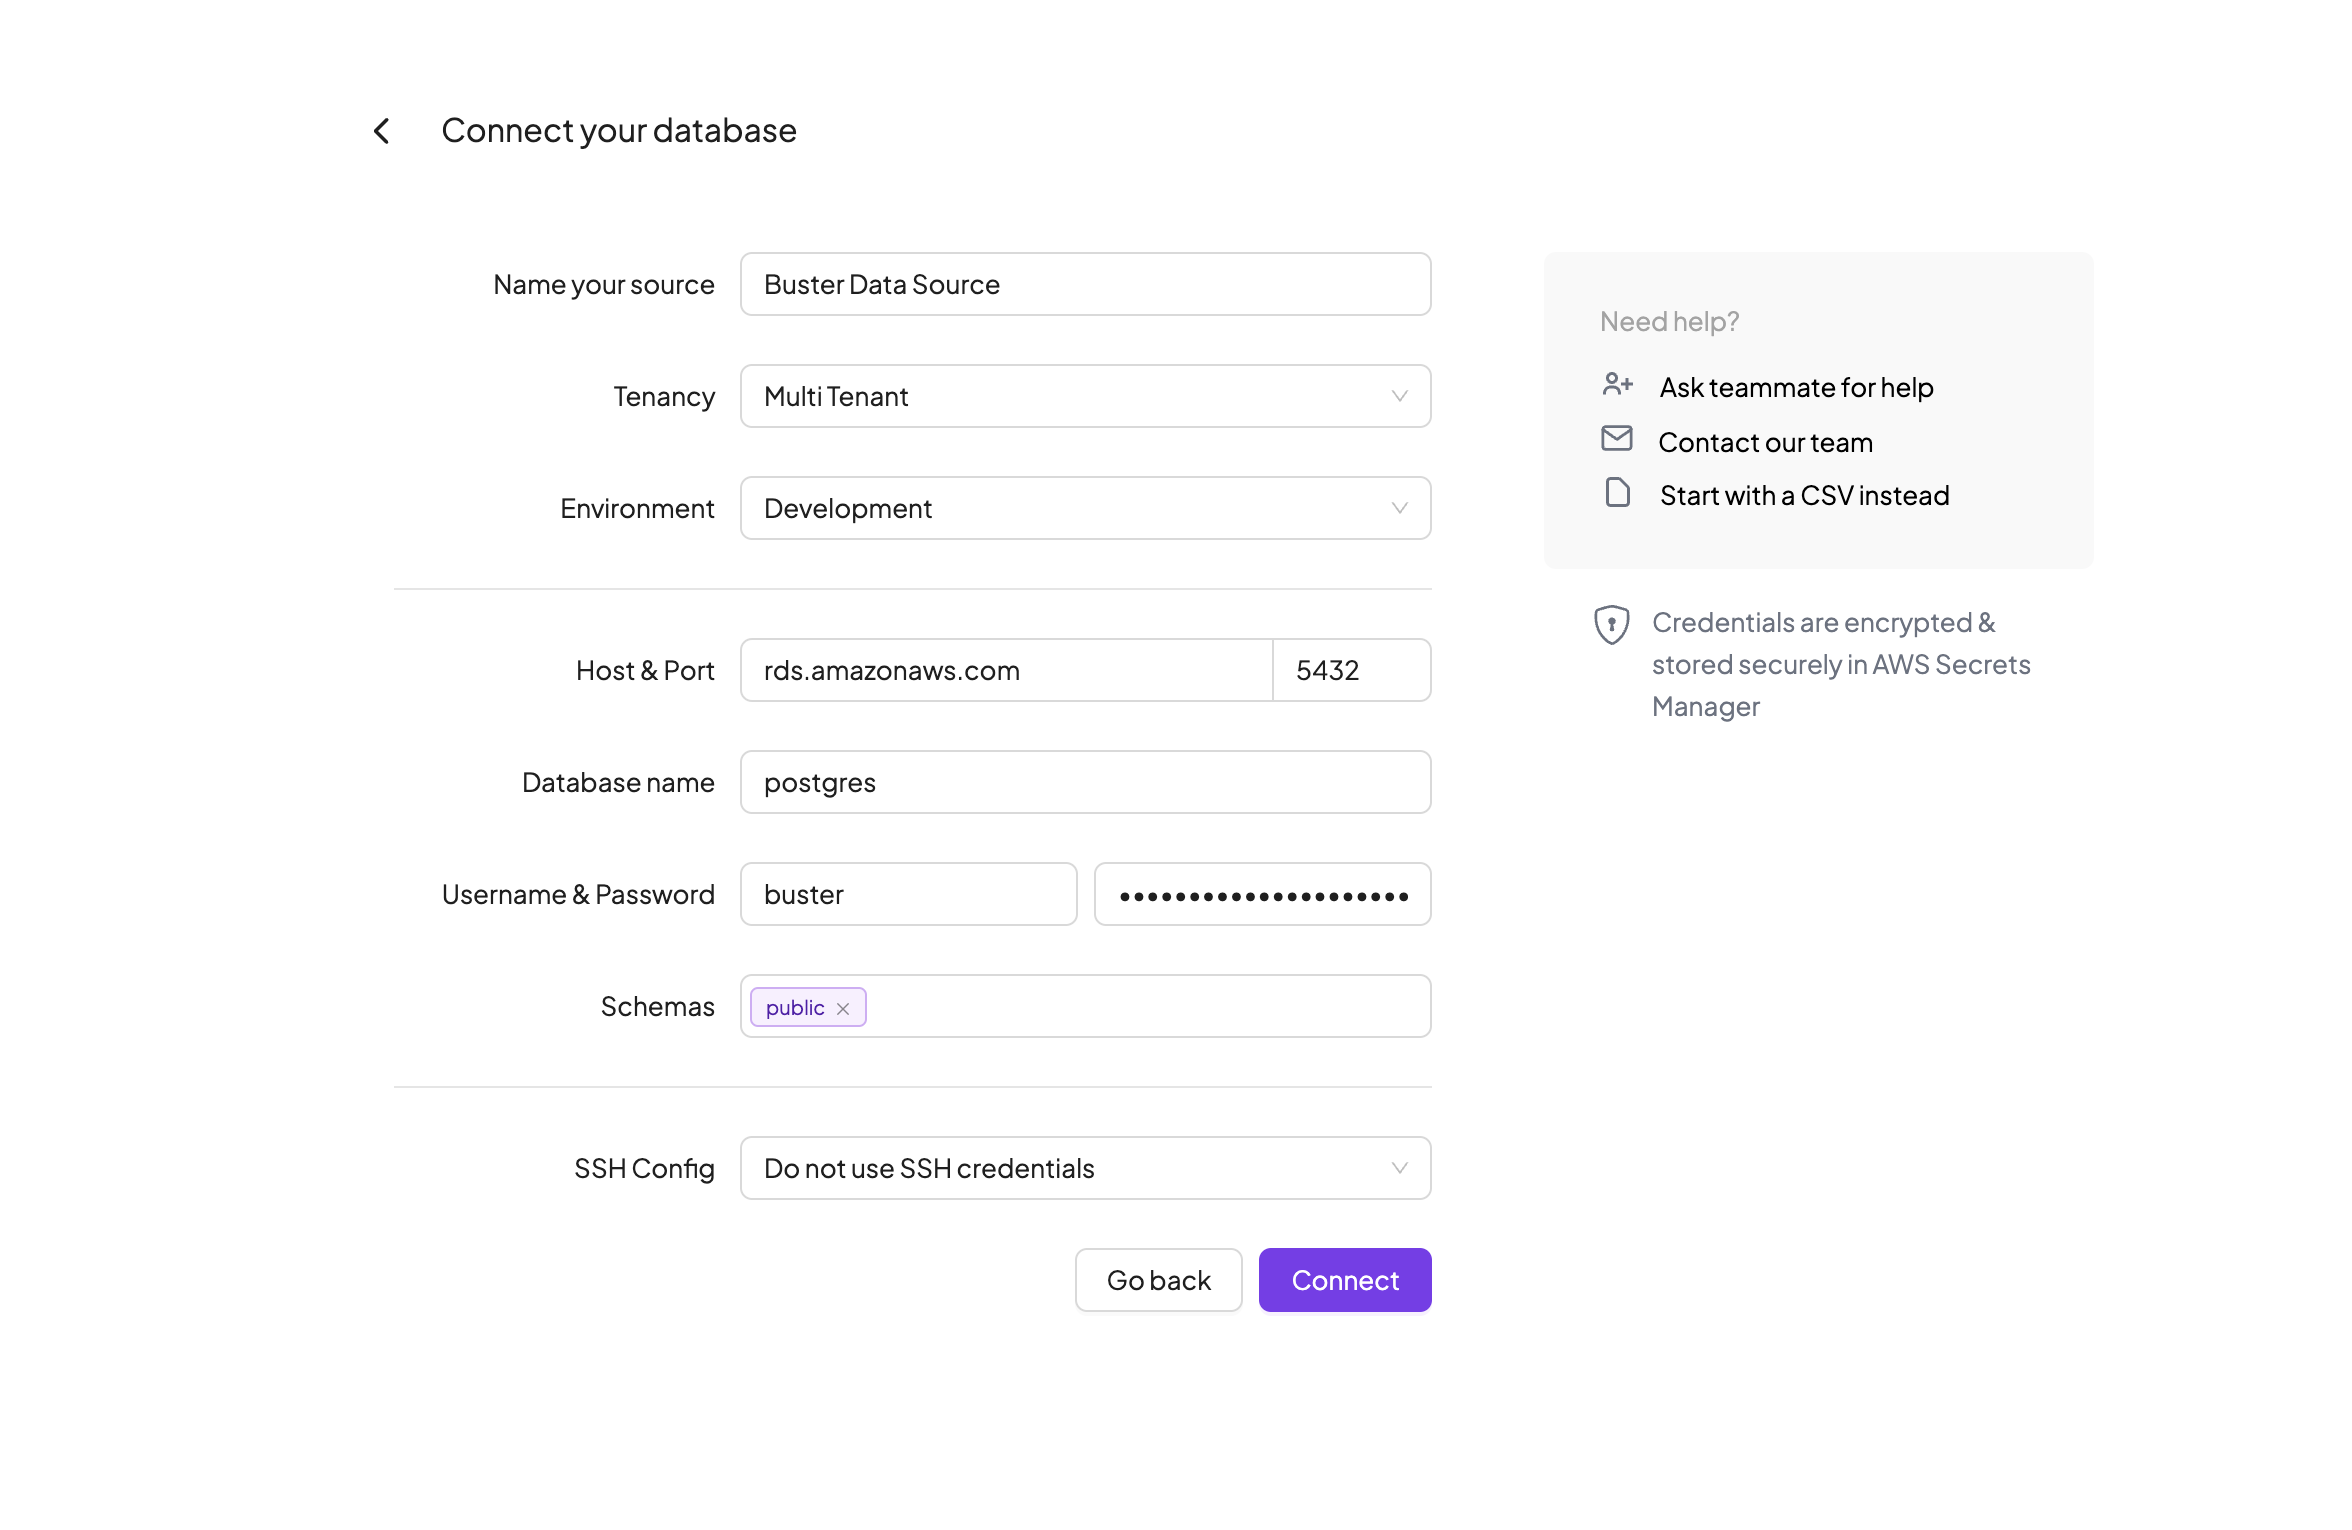 Connect your database
Name your source
Buster Data Source
Tenancy
Multi Tenant
Environment
Development
Host & Port
rds.amazonaws.com
5432
Database name
postgres
Username & Password
buster
•••••••••••••••••••••
Schemas
public
SSH Config
Do not use SSH credentials
Go back
Connect
Need help?
Ask teammate for help
Contact our team
Start with a CSV instead
Credentials are encrypted &
stored securely in AWS Secrets
Manager